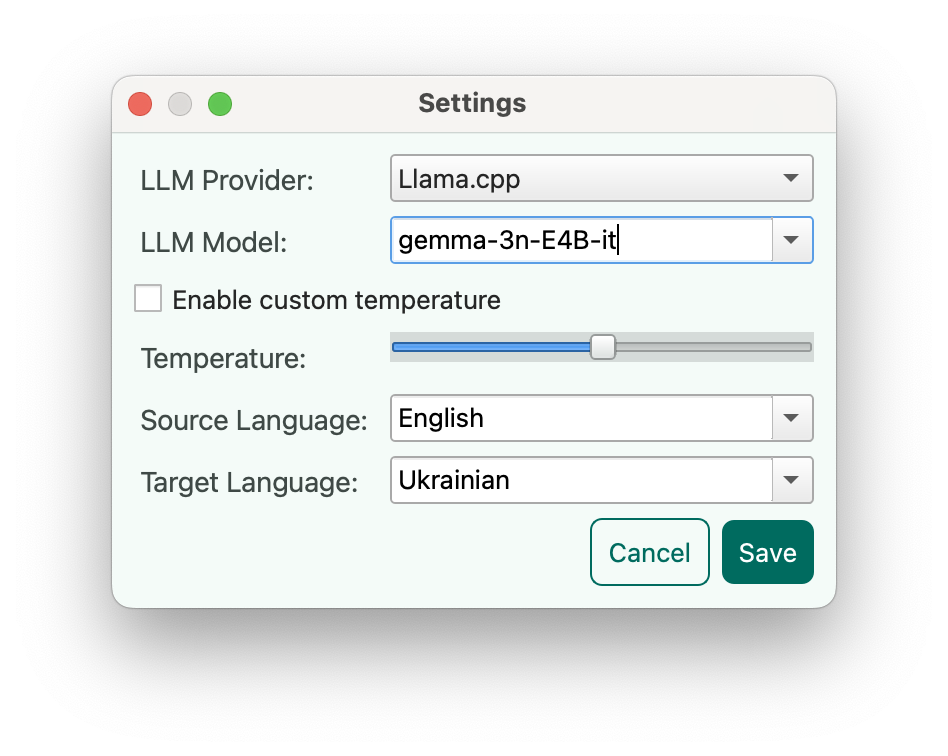 Settings
LLM Provider: Llama.cpp
LLM Model: gemma-3n-E4B-it
Enable custom temperature
Temperature:
Source Language: English
Target Language: Ukrainian
Cancel Save